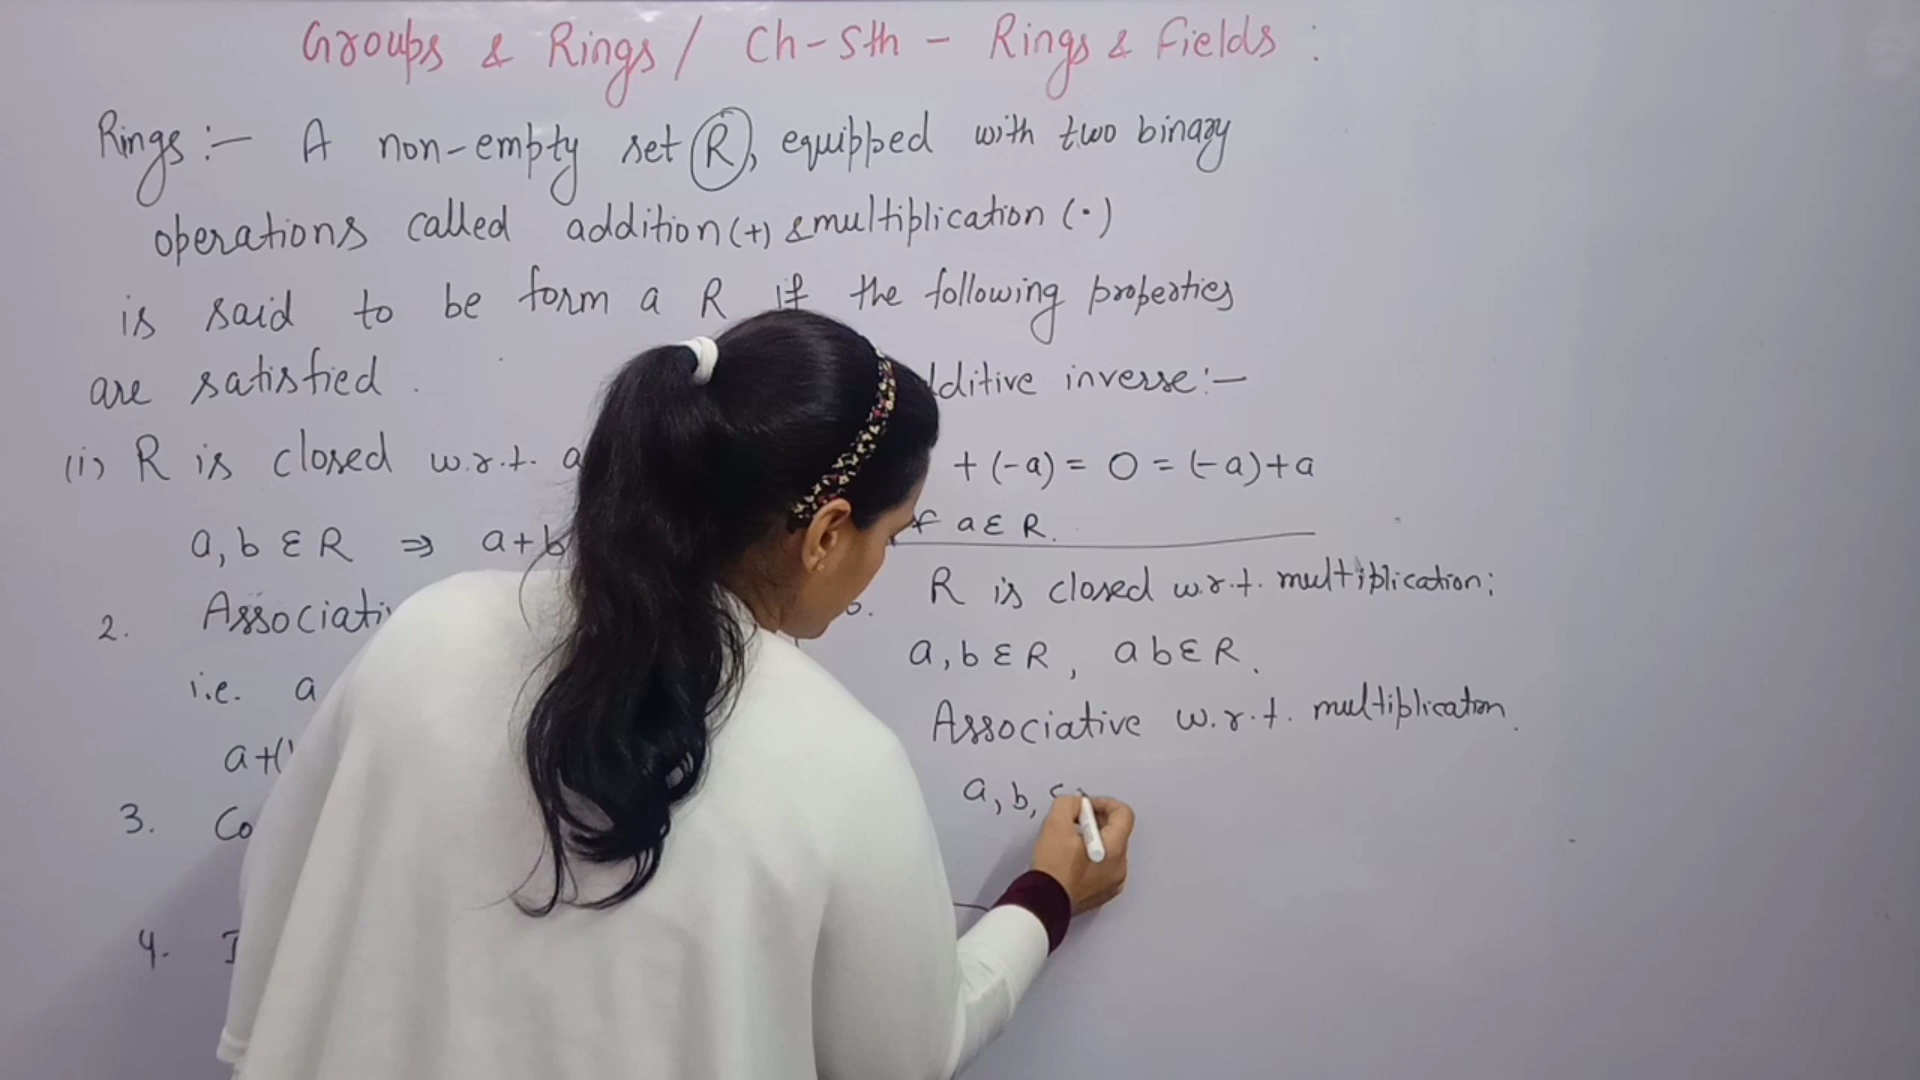 Groups & Rings / Ch-5th - Rings & Fields :
Rings :- A non-empty set R, equipped with two binary
operations called addition (+) & multiplication (·)
is said to be form a R if the following properties
are satisfied.
(i) R is closed w.r.t. a
a, b ∈ R ⇒ a+b
2. Associati
i.e. a
a+(
3. Co
4. I
dditive inverse :-
+ (-a) = 0 = (-a)+a
a ∈ R.
R is closed w.r.t. multiplication;
a, b ∈ R, ab ∈ R.
Associative w.r.t. multiplication.
a, b, c